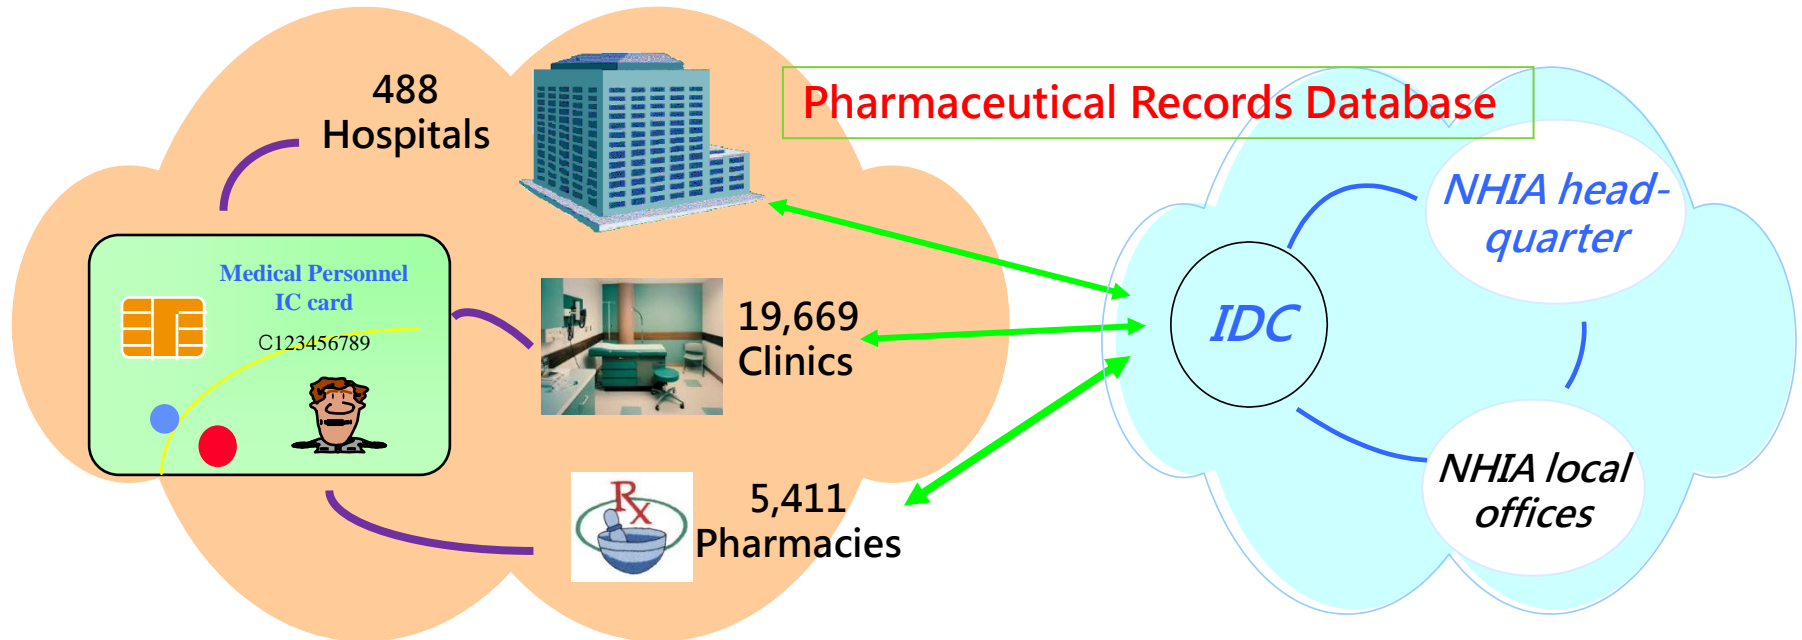 488
Hospitals
Pharmaceutical Records Database
NHIA head-
quarter
Medical Personnel
IC card
C123456789
19,669
Clinics
IDC
Rx
5,411
Pharmacies
NHIA local
offices